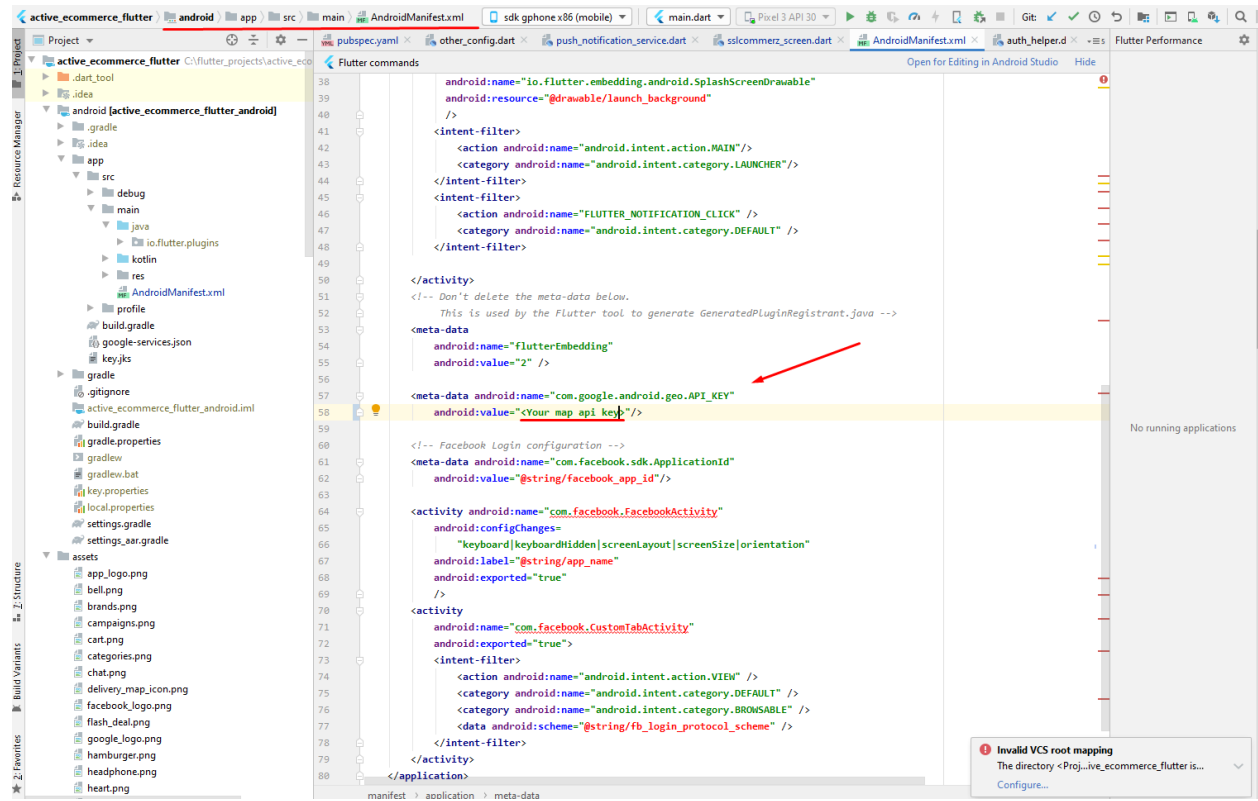 active_ecommerce_flutter android app src main AndroidManifest.xml sdk gphone x86 (mobile) main.dart Pixel 3 API 30 Git:
Project
pubspec.yaml other_config.dart push_notification_service.dart sslcommerz_screen.dart AndroidManifest.xml auth_helper.d Flutter Performance
Flutter commands Open for Editing in Android Studio Hide
1: Project
Resource Manager
Z: Structure
Build Variants
2: Favorites
active_ecommerce_flutter C:\flutter_projects\active_eco
.dart_tool
.idea
android [active_ecommerce_flutter_android]
.gradle
.idea
app
src
debug
main
java
io.flutter.plugins
kotlin
res
AndroidManifest.xml
profile
build.gradle
google-services.json
key.jks
gradle
.gitignore
active_ecommerce_flutter_android.iml
build.gradle
gradle.properties
gradlew
gradlew.bat
key.properties
local.properties
settings.gradle
settings_aar.gradle
assets
app_logo.png
bell.png
brands.png
campaigns.png
cart.png
categories.png
chat.png
delivery_map_icon.png
facebook_logo.png
flash_deal.png
google_logo.png
hamburger.png
headphone.png
heart.png
38 android:name="io.flutter.embedding.android.SplashScreenDrawable"
39 android:resource="@drawable/launch_background"
40 />
41 <intent-filter>
42 <action android:name="android.intent.action.MAIN"/>
43 <category android:name="android.intent.category.LAUNCHER"/>
44 </intent-filter>
45 <intent-filter>
46 <action android:name="FLUTTER_NOTIFICATION_CLICK" />
47 <category android:name="android.intent.category.DEFAULT" />
48 </intent-filter>
49
50 </activity>
51 <!-- Don't delete the meta-data below.
52 This is used by the Flutter tool to generate GeneratedPluginRegistrant.java -->
53 <meta-data
54 android:name="flutterEmbedding"
55 android:value="2" />
56
57 <meta-data android:name="com.google.android.geo.API_KEY"
58 android:value="<Your map api key>"/>
59
60 <!-- Facebook Login configuration -->
61 <meta-data android:name="com.facebook.sdk.ApplicationId"
62 android:value="@string/facebook_app_id"/>
63
64 <activity android:name="com.facebook.FacebookActivity"
65 android:configChanges=
66 "keyboard|keyboardHidden|screenLayout|screenSize|orientation"
67 android:label="@string/app_name"
68 android:exported="true"
69 />
70 <activity
71 android:name="com.facebook.CustomTabActivity"
72 android:exported="true">
73 <intent-filter>
74 <action android:name="android.intent.action.VIEW" />
75 <category android:name="android.intent.category.DEFAULT" />
76 <category android:name="android.intent.category.BROWSABLE" />
77 <data android:scheme="@string/fb_login_protocol_scheme" />
78 </intent-filter>
79 </activity>
80 </application>
manifest > application > meta-data
No running applications
Invalid VCS root mapping
The directory <Proj...ive_ecommerce_flutter is...
Configure...